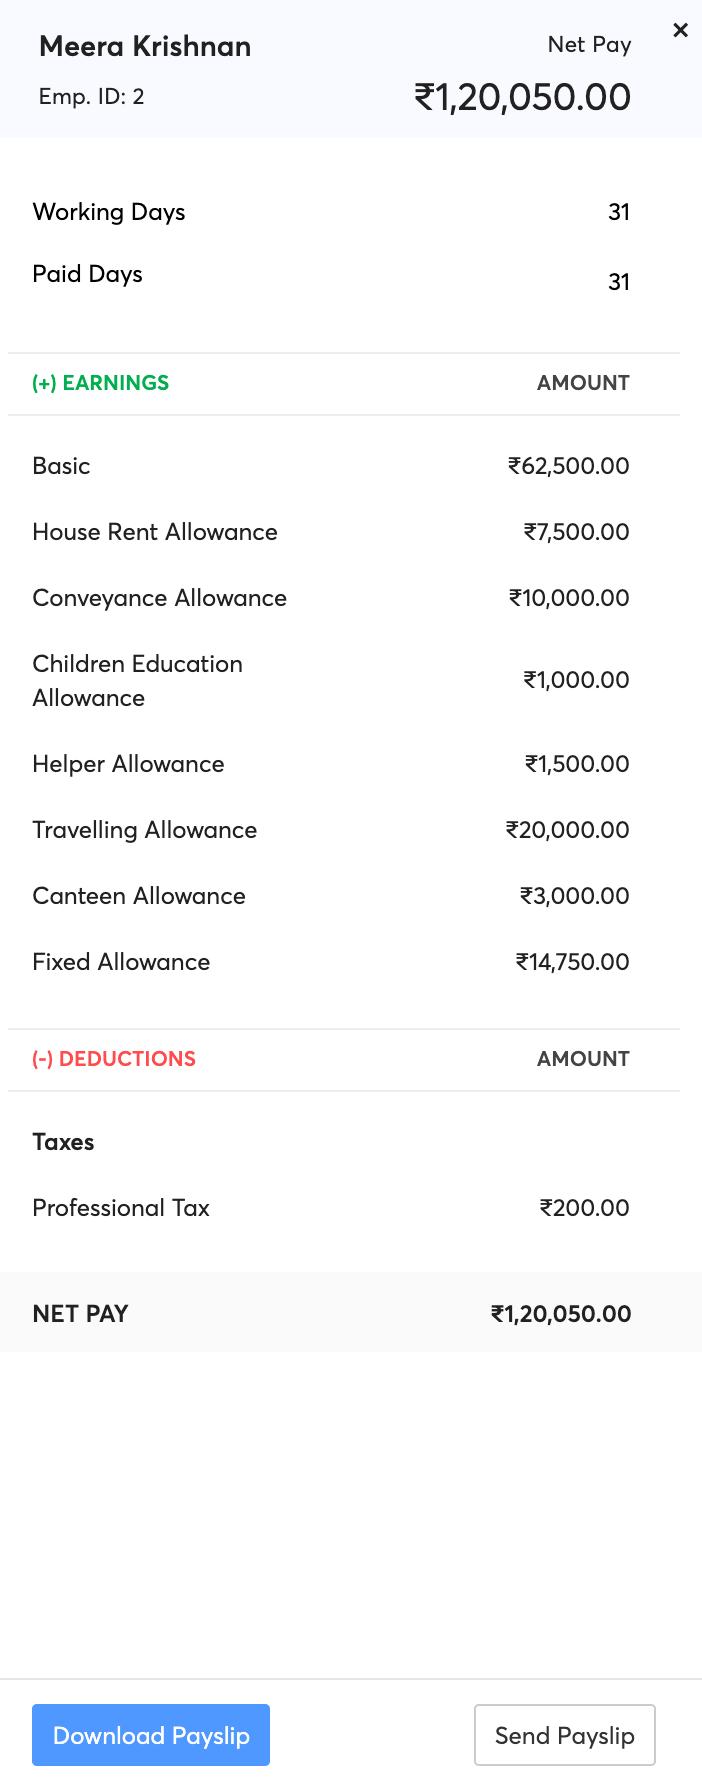 Meera Krishnan Net Pay ×
Emp. ID: 2 ₹1,20,050.00
Working Days 31
Paid Days 31
(+) EARNINGS AMOUNT
Basic ₹62,500.00
House Rent Allowance ₹7,500.00
Conveyance Allowance ₹10,000.00
Children Education
Allowance ₹1,000.00
Helper Allowance ₹1,500.00
Travelling Allowance ₹20,000.00
Canteen Allowance ₹3,000.00
Fixed Allowance ₹14,750.00
(-) DEDUCTIONS AMOUNT
Taxes
Professional Tax ₹200.00
NET PAY ₹1,20,050.00
Download Payslip Send Payslip